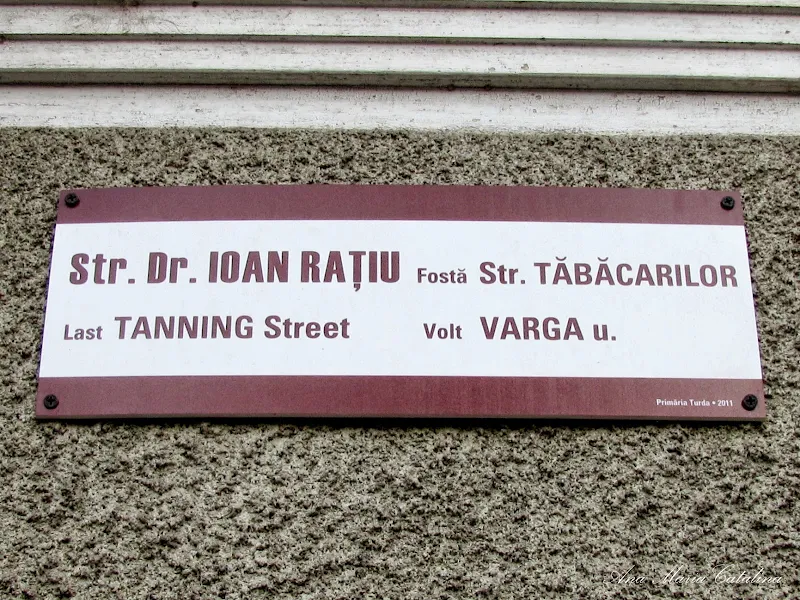 Str. Dr. IOAN RAȚIU Fostă Str. TĂBĂCARILOR
Last TANNING Street Volt VARGA u.
Primăria Turda • 2011
Ana Maria Catalina